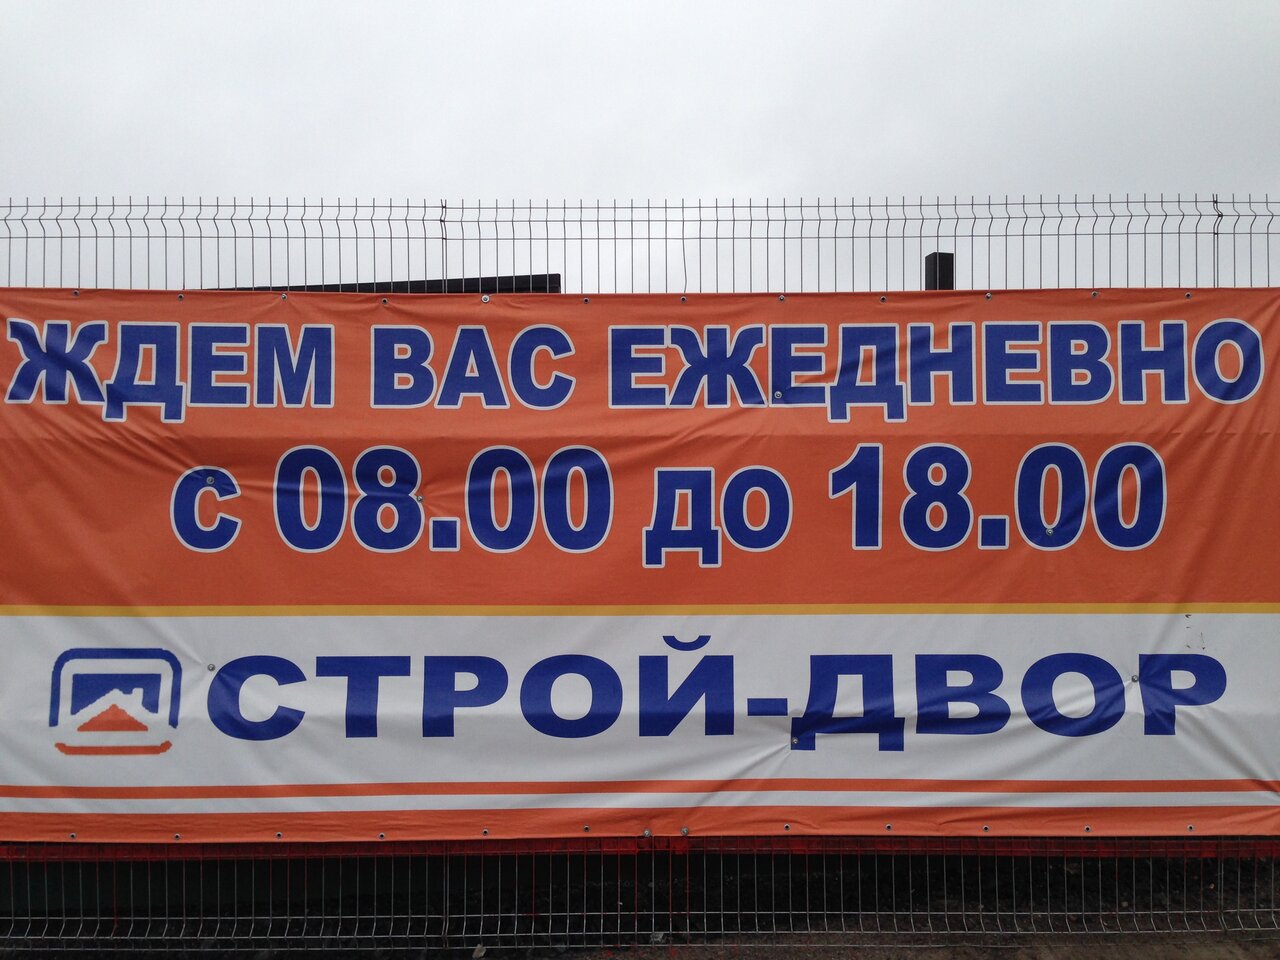 ЖДЕМ ВАС ЕЖЕДНЕВНО
с 08.00 до 18.00
СТРОЙ-ДВОР